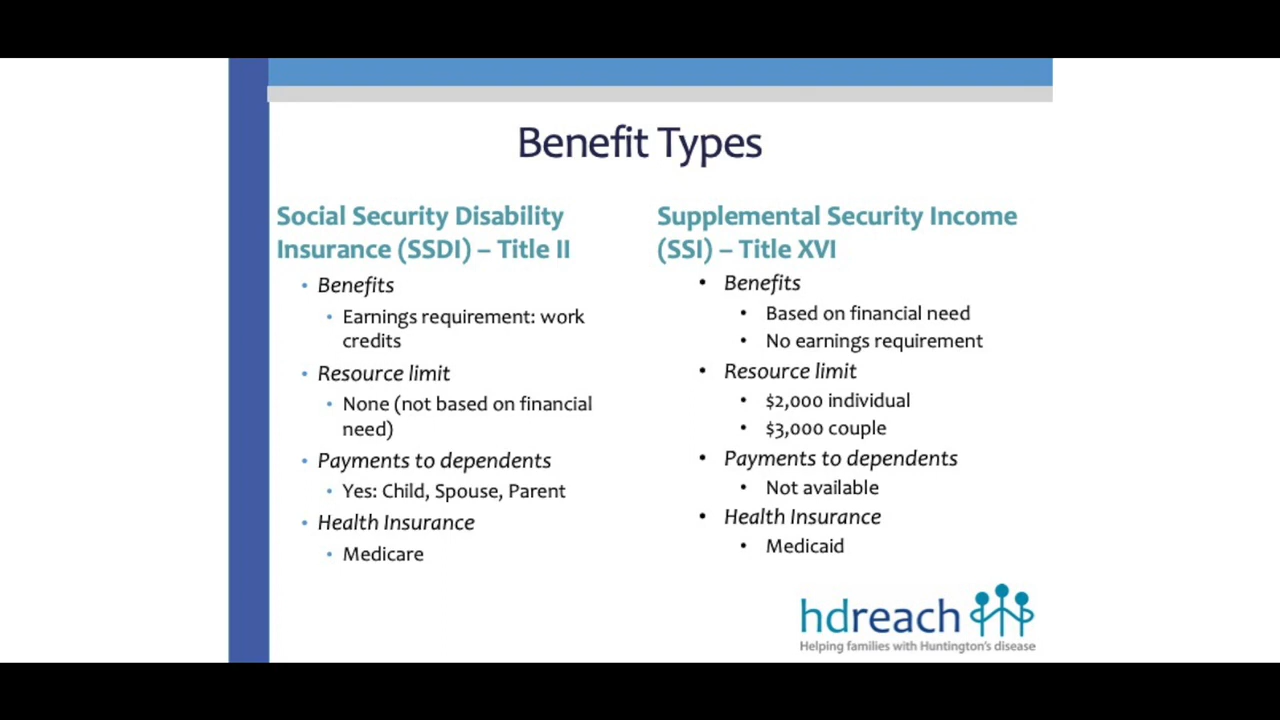 Benefit Types
Social Security Disability
Insurance (SSDI) – Title II
• Benefits
• Earnings requirement: work
credits
• Resource limit
• None (not based on financial
need)
• Payments to dependents
• Yes: Child, Spouse, Parent
• Health Insurance
• Medicare
Supplemental Security Income
(SSI) – Title XVI
• Benefits
• Based on financial need
• No earnings requirement
• Resource limit
• $2,000 individual
• $3,000 couple
• Payments to dependents
• Not available
• Health Insurance
• Medicaid
hdreach
Helping families with Huntington's disease